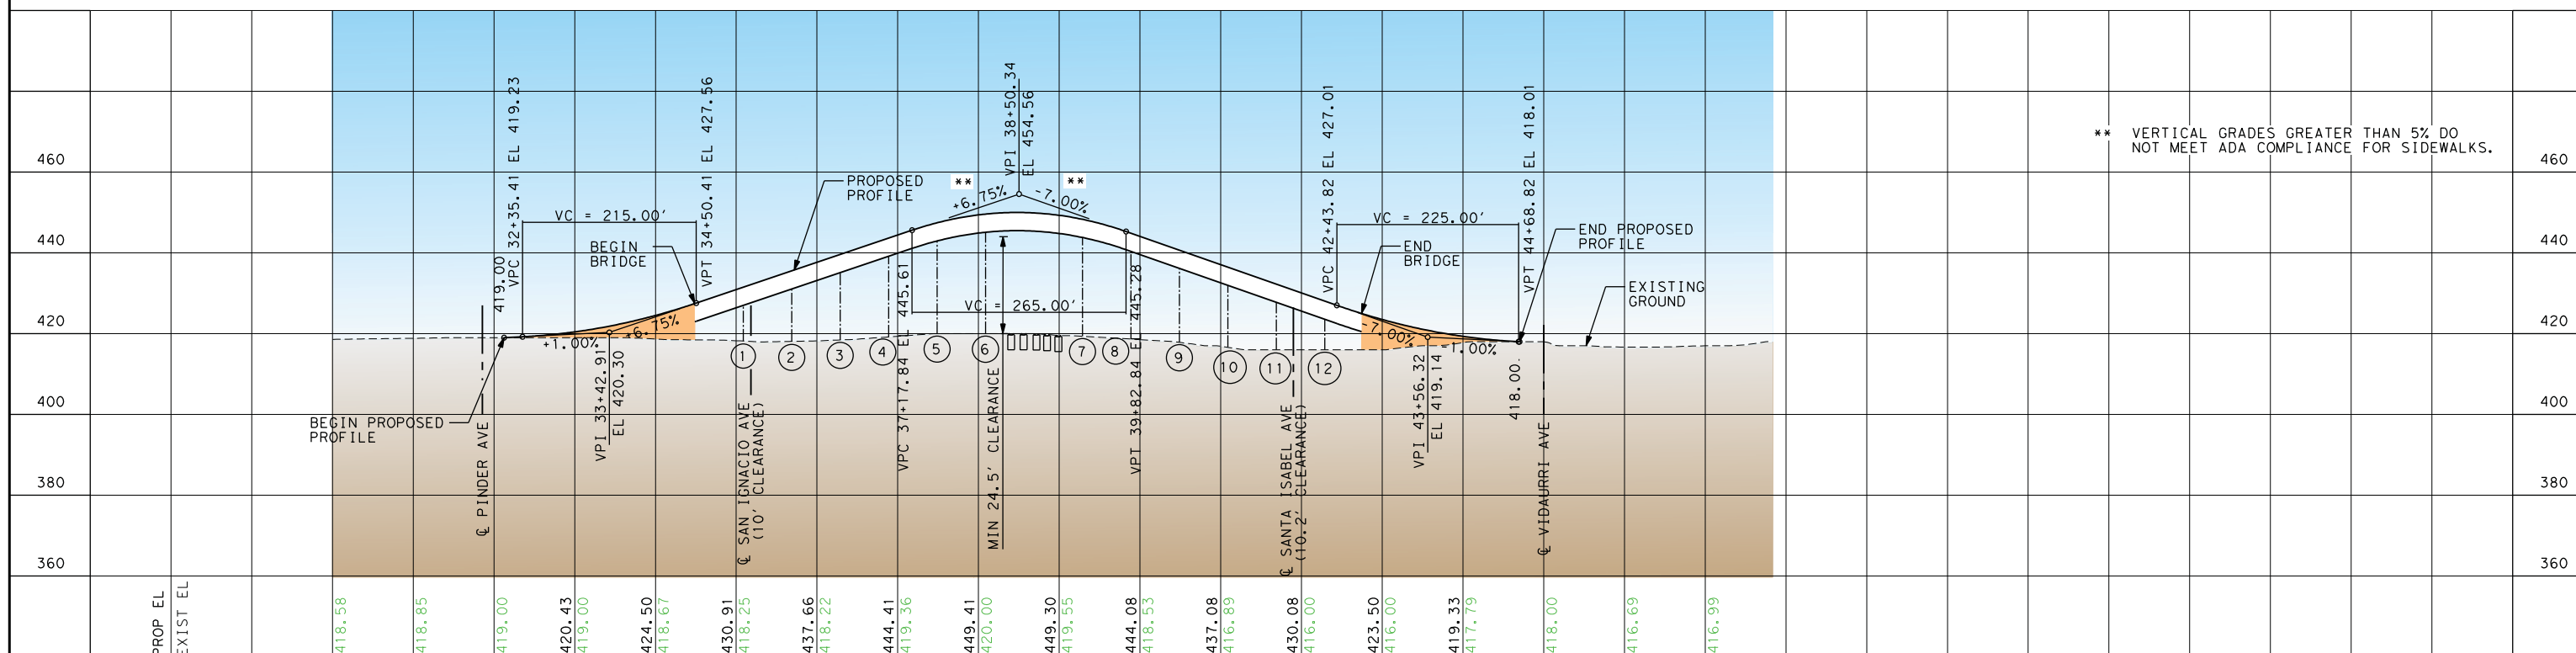 460
440
420
400
380
360
PROP EL
EXIST EL
419.00
VPC 32+35.41 EL 419.23
VC = 215.00'
VPT 34+50.41 EL 427.56
BEGIN
BRIDGE
PROPOSED
PROFILE
**
+6.75%
VPI 38+50.34
EL 454.56
-7.00%
**
VC = 265.00'
VPC 42+43.82 EL 427.01
VC = 225.00'
END
BRIDGE
VPT 44+68.82 EL 418.01
END PROPOSED
PROFILE
EXISTING
GROUND
** VERTICAL GRADES GREATER THAN 5% DO
NOT MEET ADA COMPLIANCE FOR SIDEWALKS.
+1.00%
+6.75%
1
2
3
4
5
6
7
8
9
10
11
12
-7.00%
-1.00%
BEGIN PROPOSED
PROFILE
℄ PINDER AVE
VPI 33+42.91
EL 420.30
℄ SAN IGNACIO AVE
(10' CLEARANCE)
VPC 37+17.84 EL 445.61
MIN 24.5' CLEARANCE
VPT 39+82.84 EL 445.28
℄ SANTA ISABEL AVE
(10.2' CLEARANCE)
VPI 43+56.32
EL 419.14
418.00
℄ VIDAURRI AVE
460
440
420
400
380
360
418.58
418.85
419.00
420.43
419.00
424.50
418.67
430.91
418.25
437.66
418.22
444.41
419.36
449.41
420.00
449.30
419.55
444.08
418.53
437.08
416.89
430.08
416.00
423.50
416.00
419.33
417.79
418.00
416.69
416.99